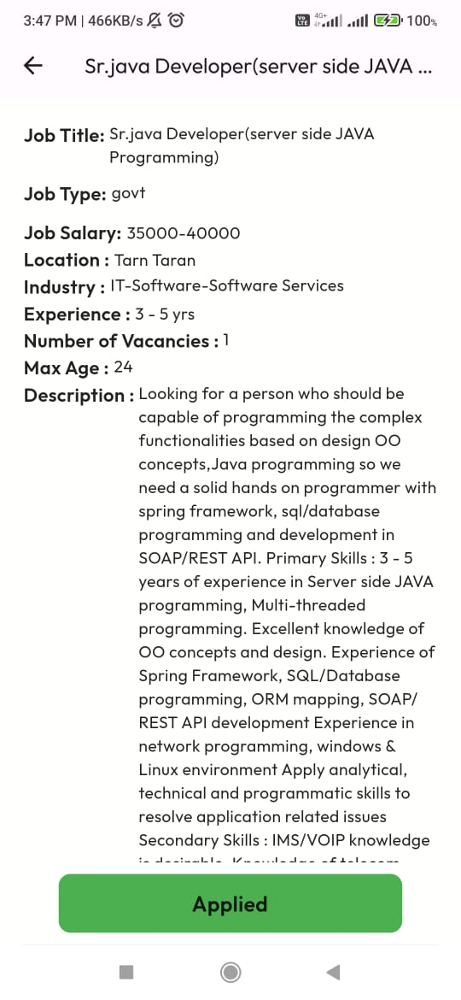 3:47 PM | 466KB/s
Vo LTE 4G+ 100%
Sr.java Developer(server side JAVA ...
Job Title: Sr.java Developer(server side JAVA
Programming)
Job Type: govt
Job Salary: 35000-40000
Location : Tarn Taran
Industry : IT-Software-Software Services
Experience : 3 - 5 yrs
Number of Vacancies : 1
Max Age : 24
Description : Looking for a person who should be
capable of programming the complex
functionalities based on design OO
concepts,Java programming so we
need a solid hands on programmer with
spring framework, sql/database
programming and development in
SOAP/REST API. Primary Skills : 3 - 5
years of experience in Server side JAVA
programming, Multi-threaded
programming. Excellent knowledge of
OO concepts and design. Experience of
Spring Framework, SQL/Database
programming, ORM mapping, SOAP/
REST API development Experience in
network programming, windows &
Linux environment Apply analytical,
technical and programmatic skills to
resolve application related issues
Secondary Skills : IMS/VOIP knowledge
is desirable. Knowledge of telecom
Applied